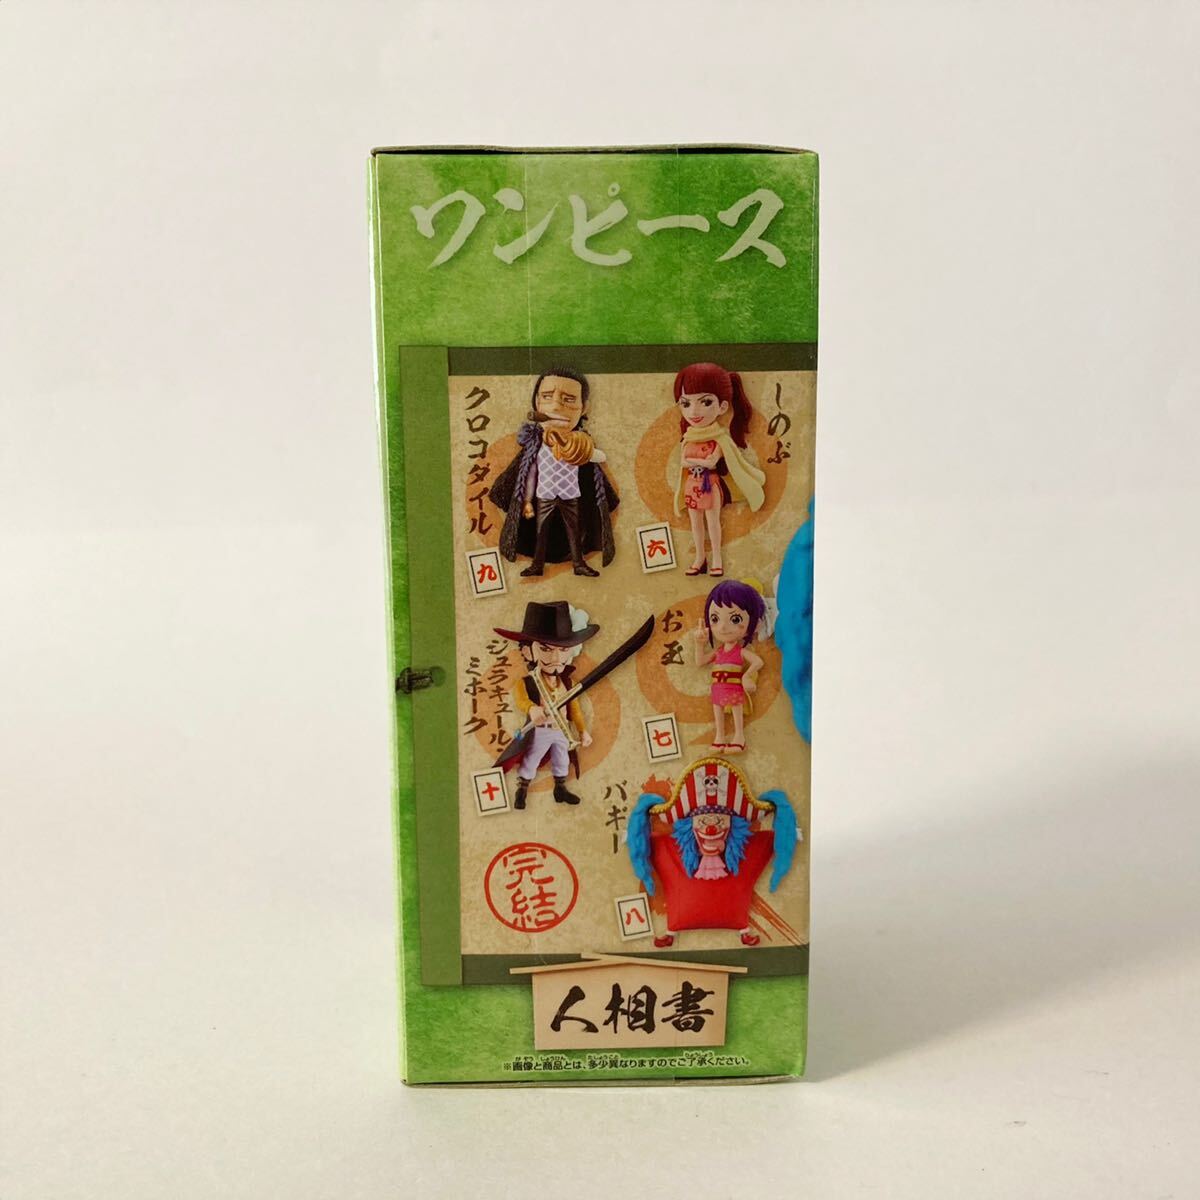 ワンピース
しのぶ
六
クロコダイル
九
お玉
七
ジュラキュール・
ミホーク
十
バギー
八
完結
人相書
※画像と商品とは、多少異なりますのでご了承ください。